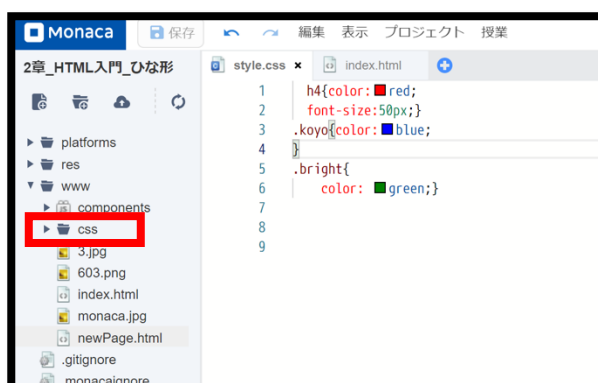 Monaca 保存 編集 表示 プロジェクト 授業
2章_HTML入門_ひな形
style.css × index.html
platforms
res
www
components
css
3.jpg
603.png
index.html
monaca.jpg
newPage.html
.gitignore
.monacaignore
1 h4{color:red;
2 font-size:50px;}
3 .koyo{color:blue;
4 }
5 .bright{
6 color: green;}
7
8
9